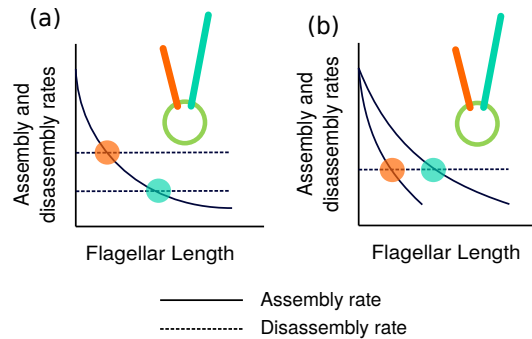 (a)
Assembly and
disassembly rates
Flagellar Length
(b)
Assembly and
disassembly rates
Flagellar Length
Assembly rate
Disassembly rate